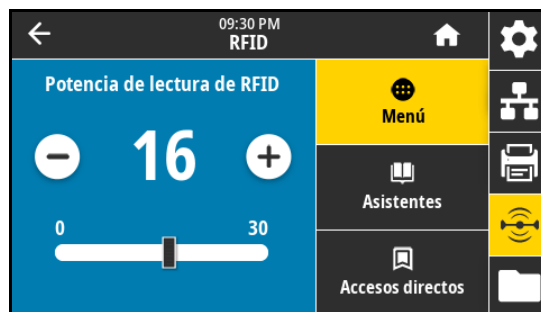 09:30 PM
RFID
Potencia de lectura de RFID
16
0 30
Menú
Asistentes
Accesos directos